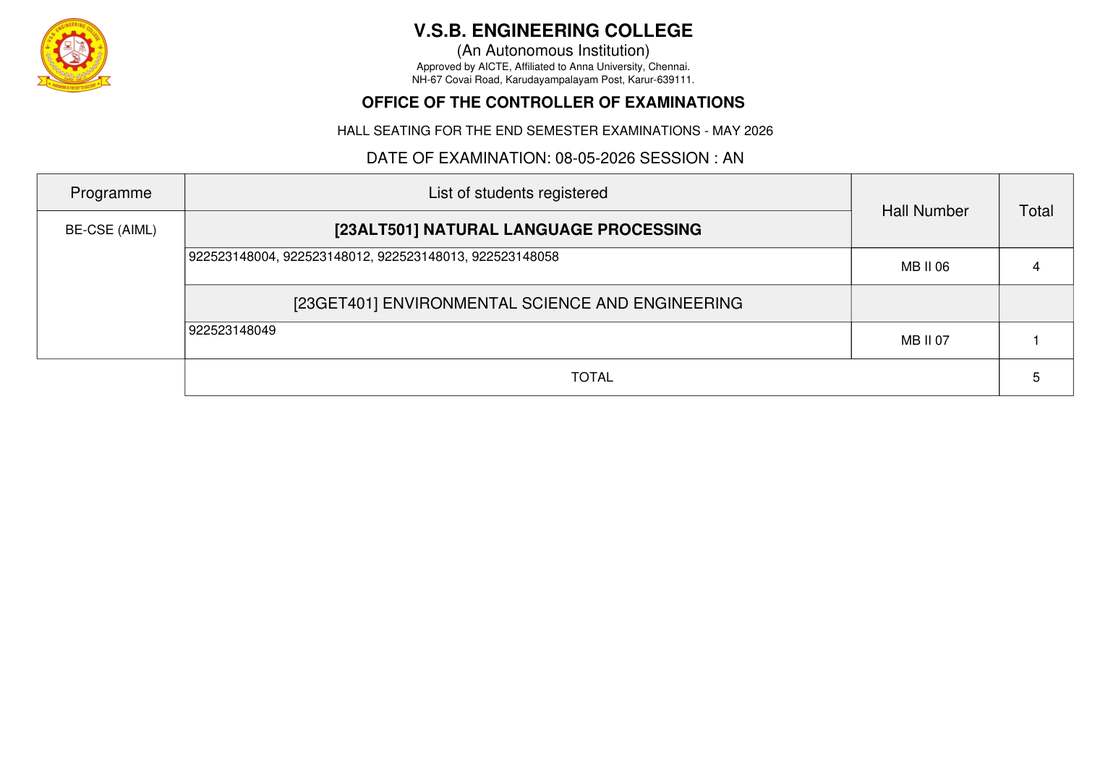 V.S.B. ENGINEERING COLLEGE
(An Autonomous Institution)
Approved by AICTE, Affiliated to Anna University, Chennai.
NH-67 Covai Road, Karudayampalayam Post, Karur-639111.
OFFICE OF THE CONTROLLER OF EXAMINATIONS
HALL SEATING FOR THE END SEMESTER EXAMINATIONS - MAY 2026
DATE OF EXAMINATION: 08-05-2026 SESSION : AN
Programme List of students registered Hall Number Total
BE-CSE (AIML) [23ALT501] NATURAL LANGUAGE PROCESSING
922523148004, 922523148012, 922523148013, 922523148058 MB II 06 4
[23GET401] ENVIRONMENTAL SCIENCE AND ENGINEERING
922523148049 MB II 07 1
TOTAL 5